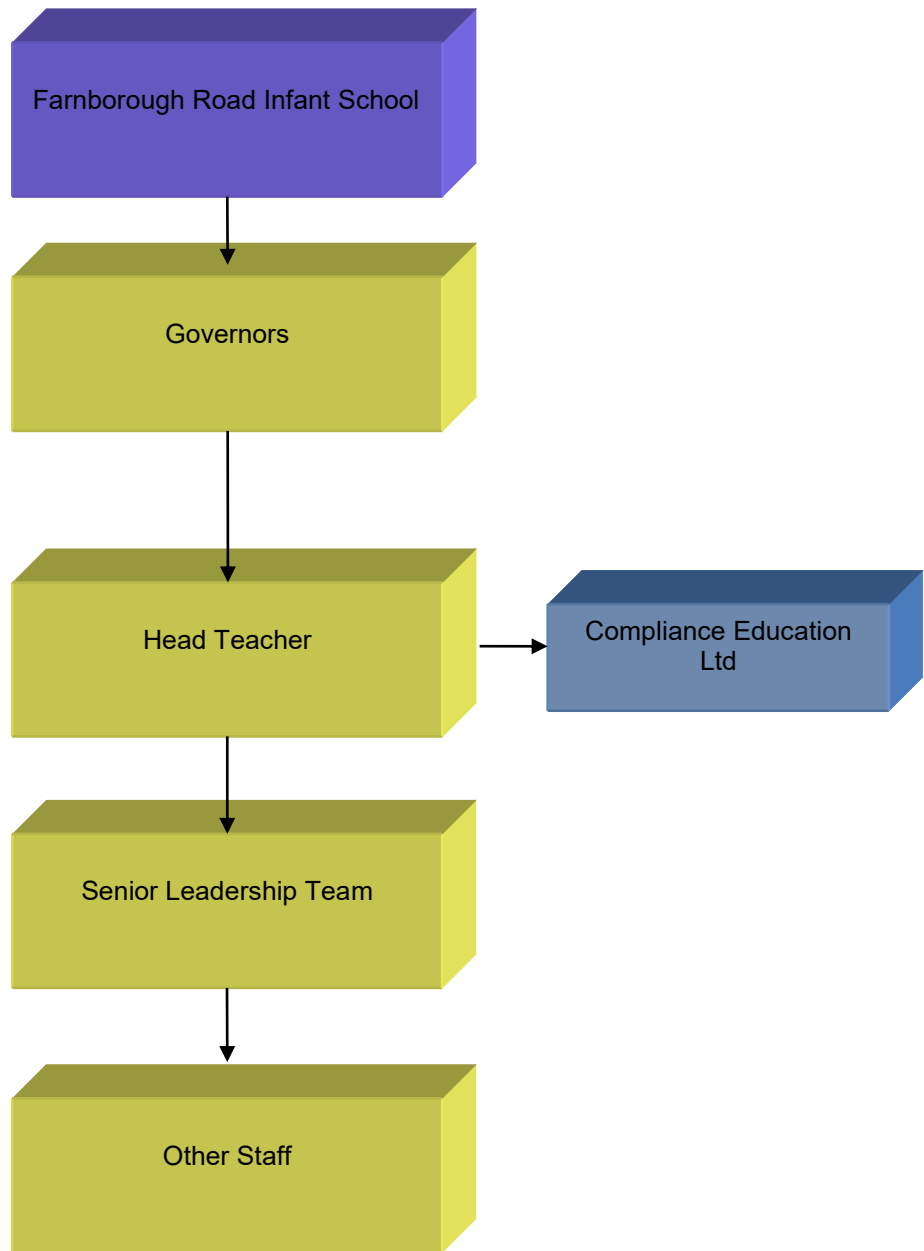 Farnborough Road Infant School
Governors
Head Teacher
Compliance Education
Ltd
Senior Leadership Team
Other Staff